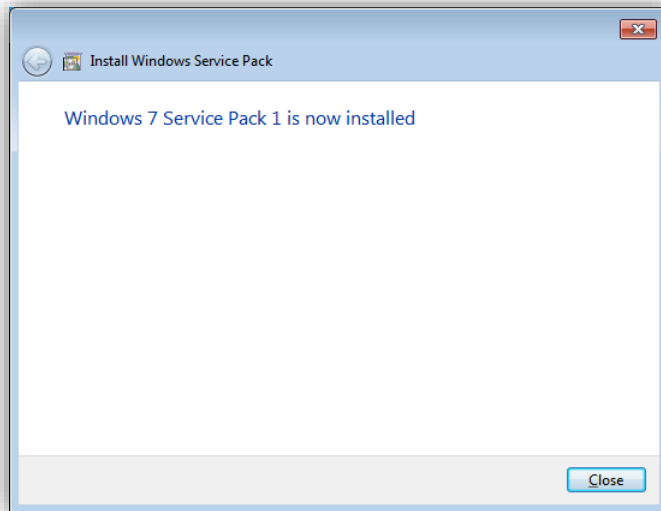 Install Windows Service Pack
Windows 7 Service Pack 1 is now installed
Close